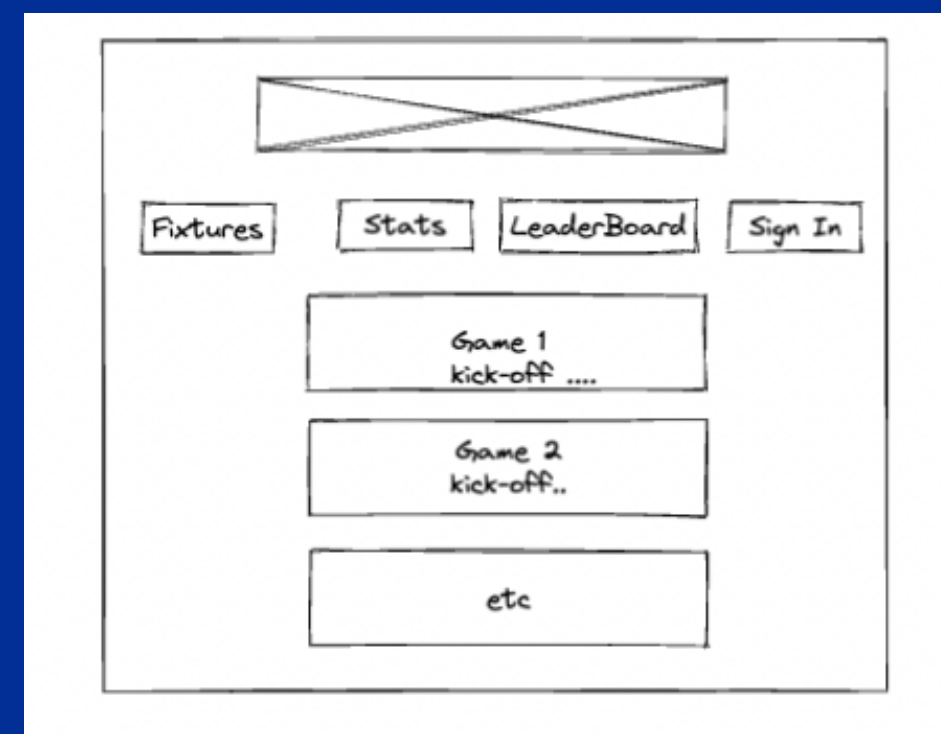 Fixtures
Stats
LeaderBoard
Sign In
Game 1
kick-off ....
Game 2
kick-off..
etc